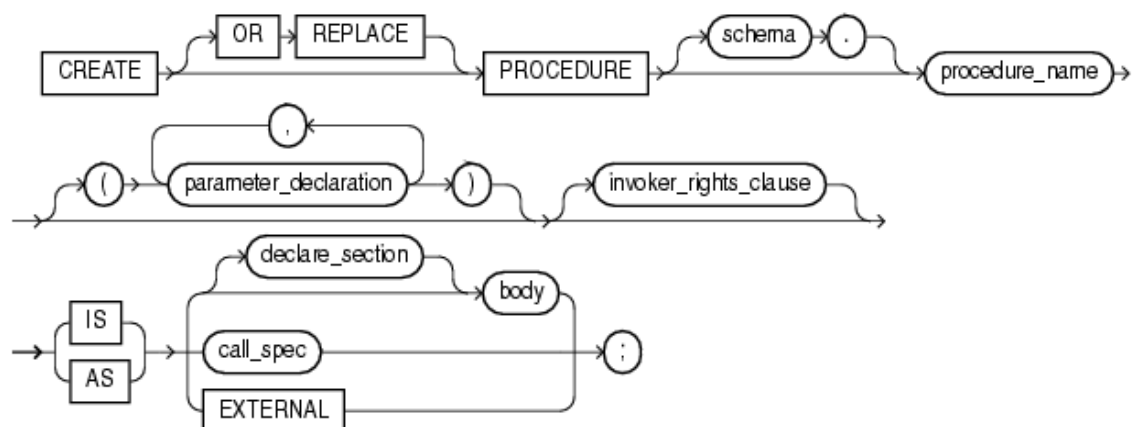 OR REPLACE schema .
CREATE PROCEDURE procedure_name
,
( parameter_declaration ) invoker_rights_clause
declare_section
IS body
call_spec ;
AS
EXTERNAL